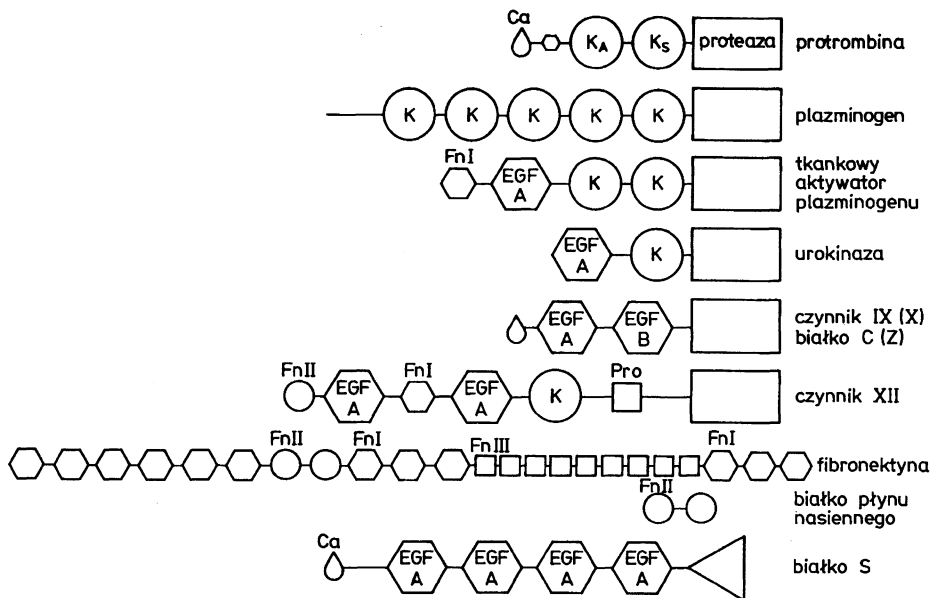 Ca
K_A K_S proteaza protrombina
K K K K K plazminogen
FnI
EGF A K K tkankowy
aktywator
plazminogenu
EGF A K urokinaza
EGF A EGF B czynnik IX (X)
białko C (Z)
FnII FnI Pro
EGF A EGF A K czynnik XII
FnII FnI FnIII FnI
fibronektyna
FnII
białko płynu
nasiennego
Ca
EGF A EGF A EGF A EGF A białko S